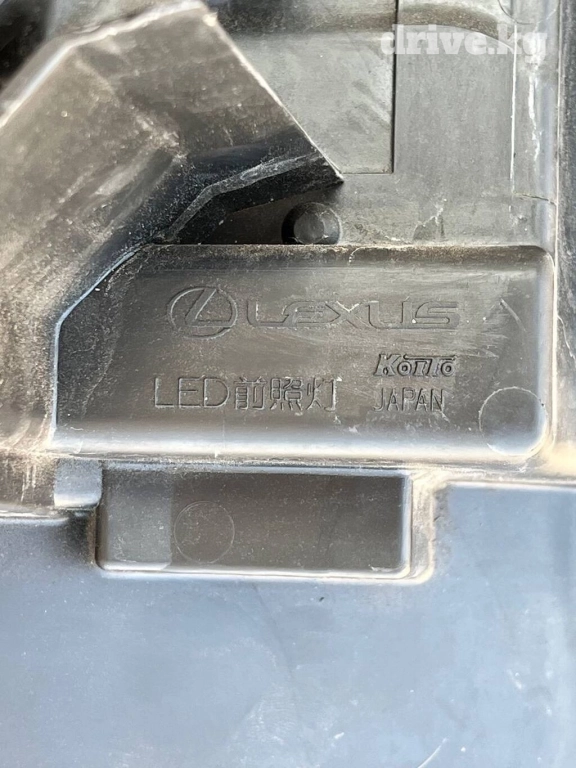 drive.kg
LEXUS
KOITO
LED前照灯
JAPAN